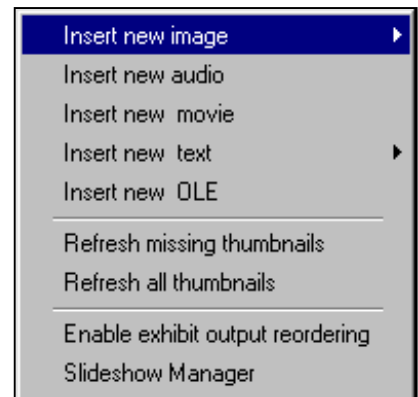 Insert new image
Insert new audio
Insert new movie
Insert new text
Insert new OLE
Refresh missing thumbnails
Refresh all thumbnails
Enable exhibit output reordering
Slideshow Manager